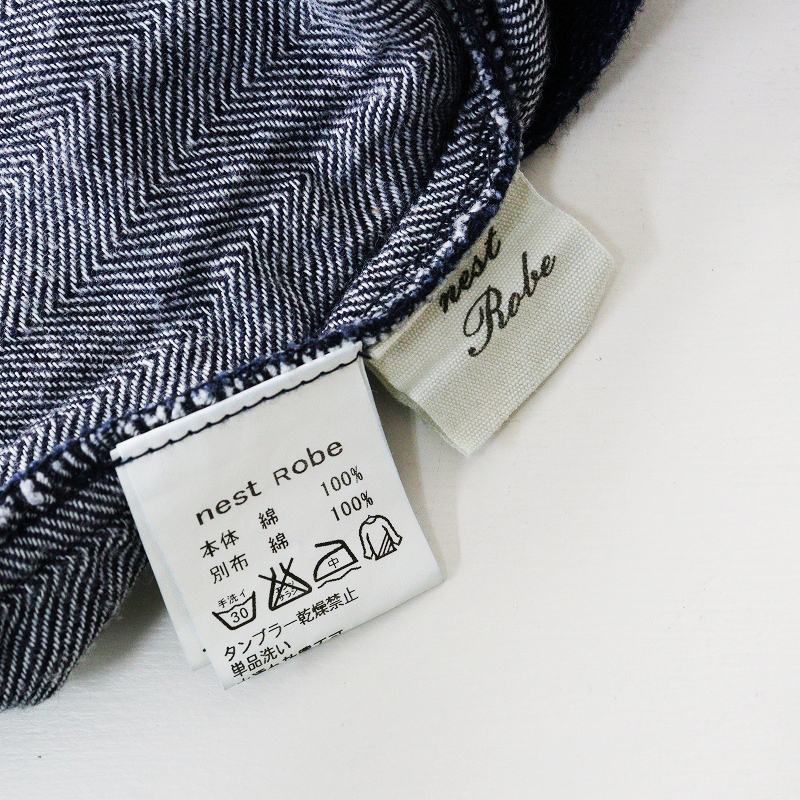 nest
Robe
nest Robe
本体 綿 100%
別布 綿 100%
手洗イ
30
中
タンブラー乾燥禁止
単品洗い